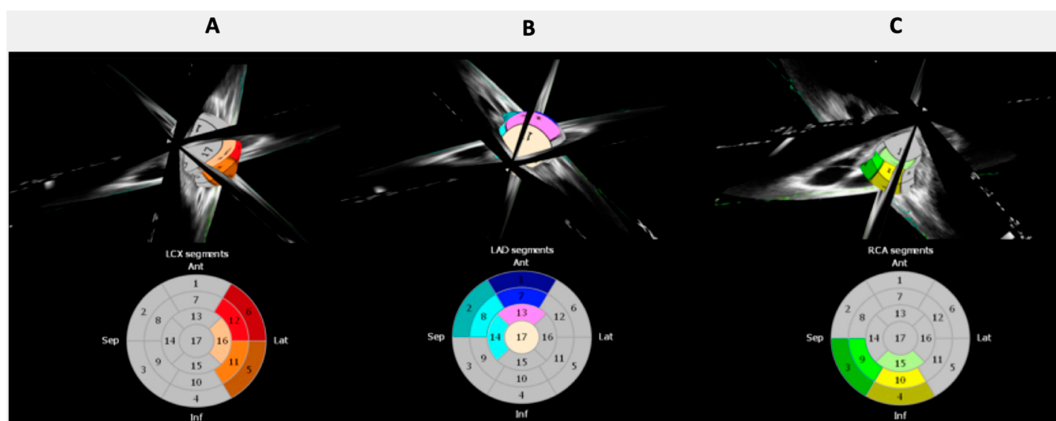 A B C
17
LCX segments
Ant
1
7
2 8 13 12 6
Sep 14 17 16 Lat
3 9 15 11 5
10
4
Inf
LAD segments
Ant
7
2 8 13 12 6
Sep 14 17 16 Lat
3 9 15 11 5
10
4
Inf
RCA segments
Ant
1
7
2 8 13 12 6
Sep 14 17 16 Lat
3 9 15 11 5
10
4
Inf